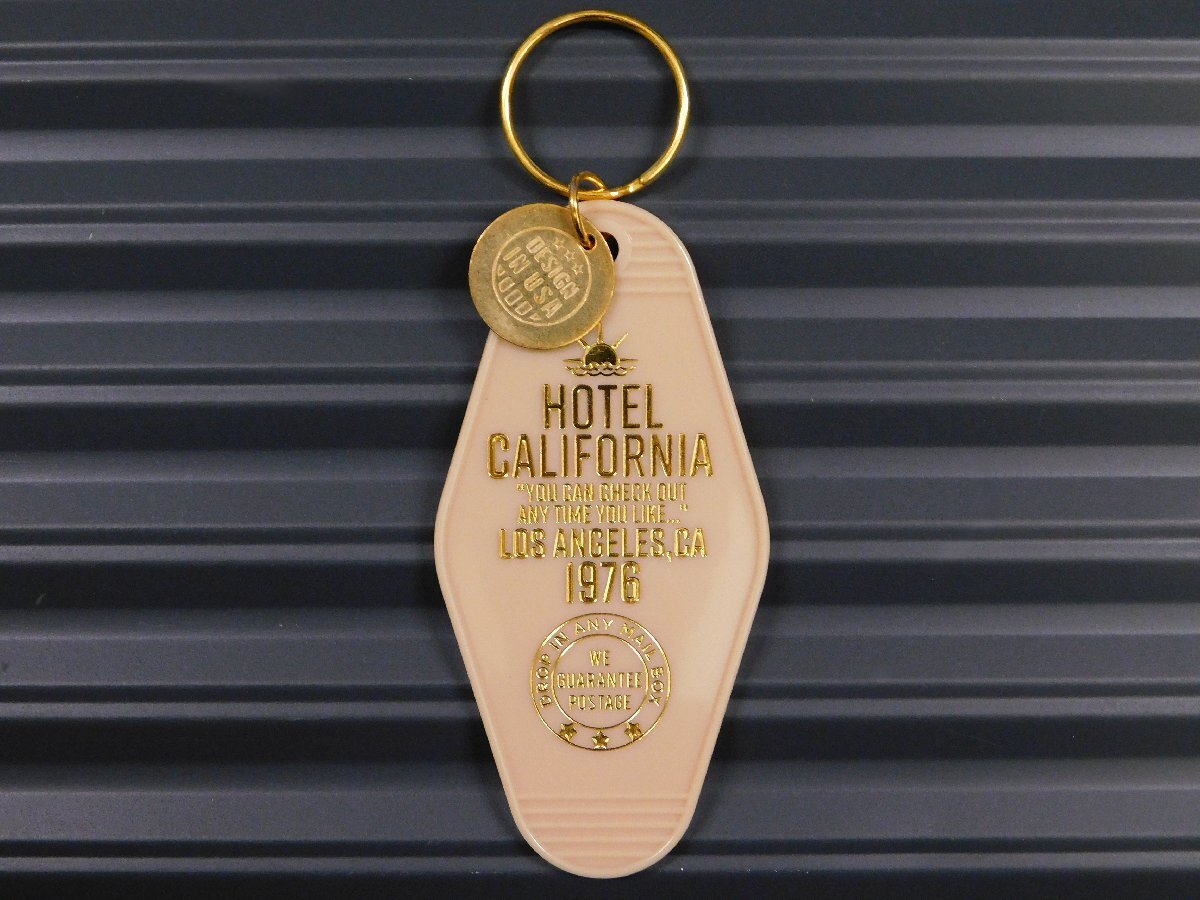 DESIGN
IN USA
HOTEL
CALIFORNIA
"YOU CAN CHECK OUT
ANY TIME YOU LIKE..."
LOS ANGELES,CA
1976
DROP IN ANY MAIL BOX
WE
GUARANTEE
POSTAGE